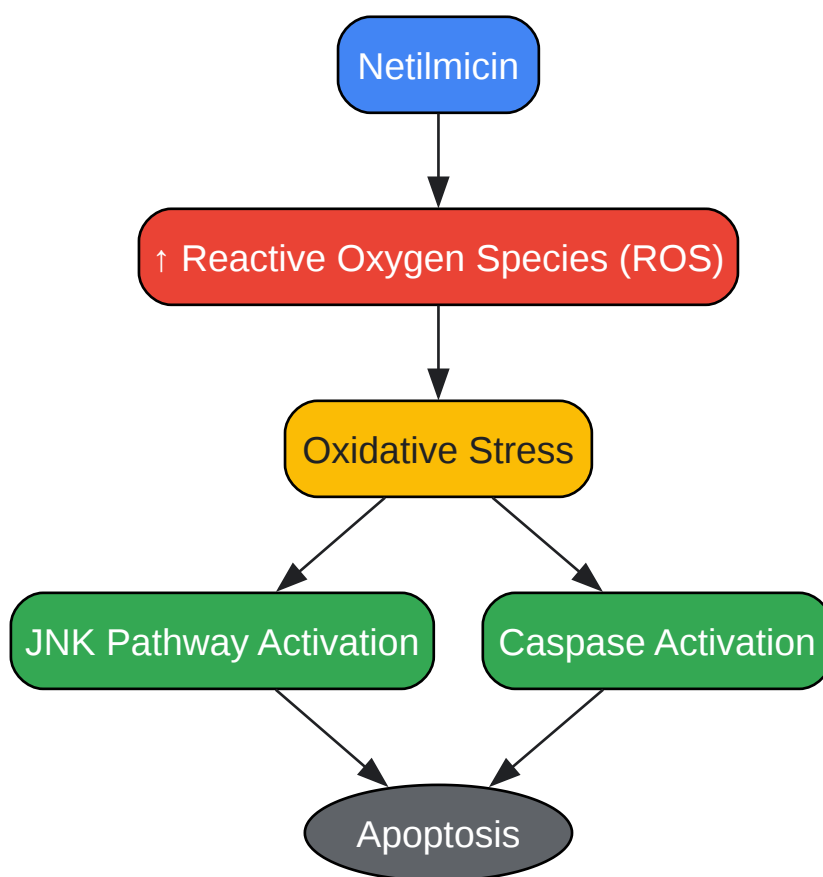 Netilmicin
↑ Reactive Oxygen Species (ROS)
Oxidative Stress
JNK Pathway Activation
Caspase Activation
Apoptosis